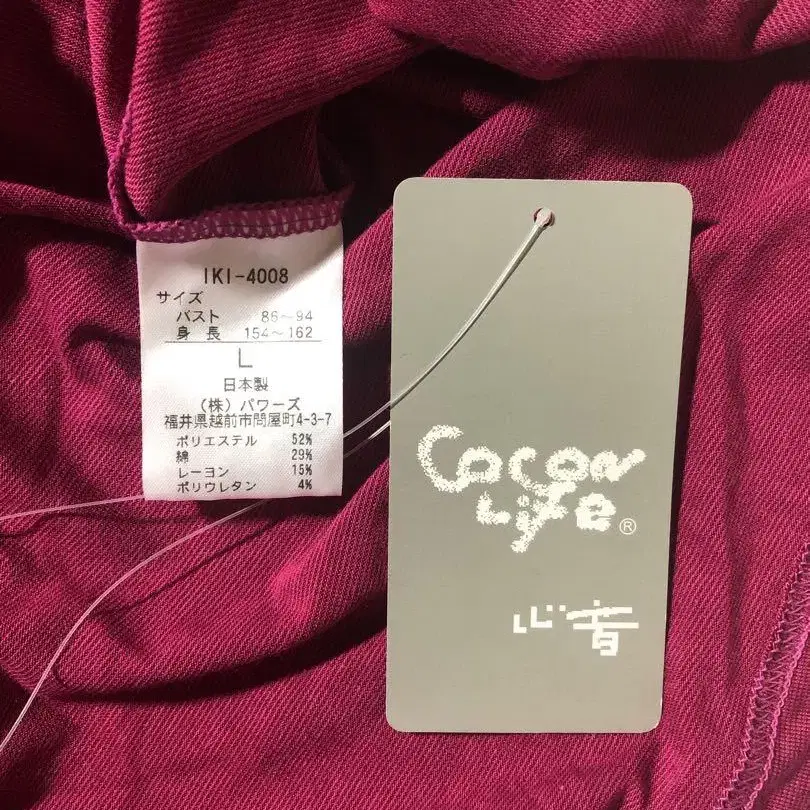 IKI-4008
サイズ
バスト 86～94
身長 154～162
L
日本製
(株)パワーズ
福井県越前市問屋町4-3-7
ポリエステル 52%
綿 29%
レーヨン 15%
ポリウレタン 4%
Cocon
Life®
心音